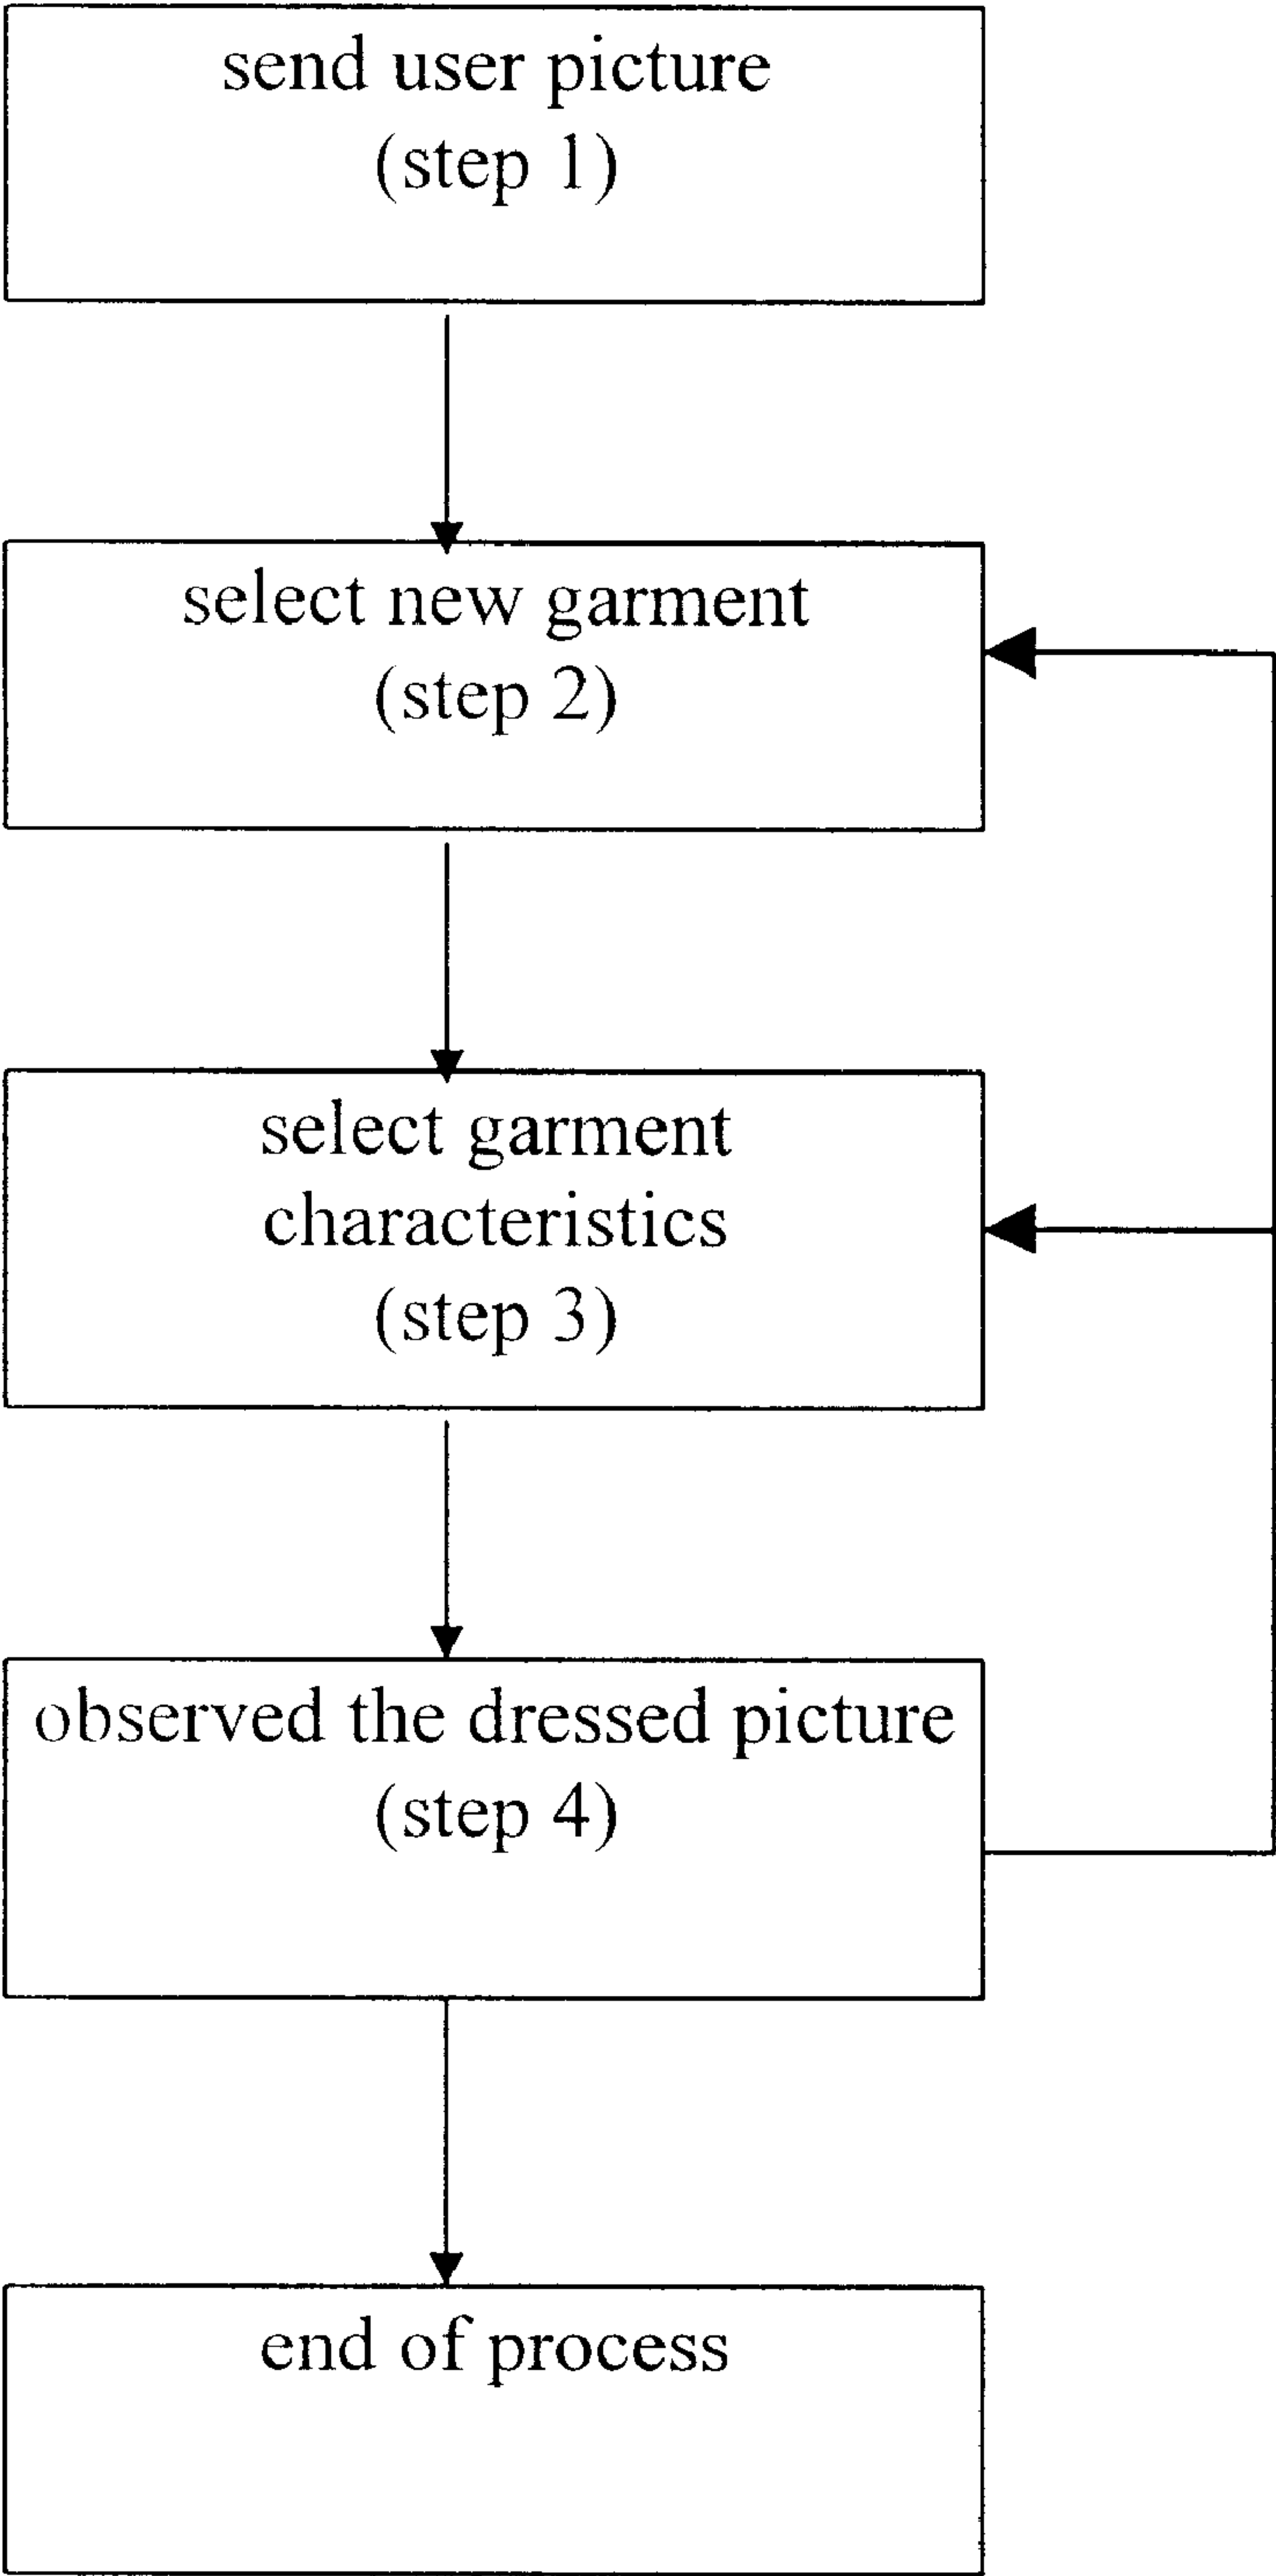 send user picture
(step 1)
select new garment
(step 2)
select garment
characteristics
(step 3)
observed the dressed picture
(step 4)
end of process